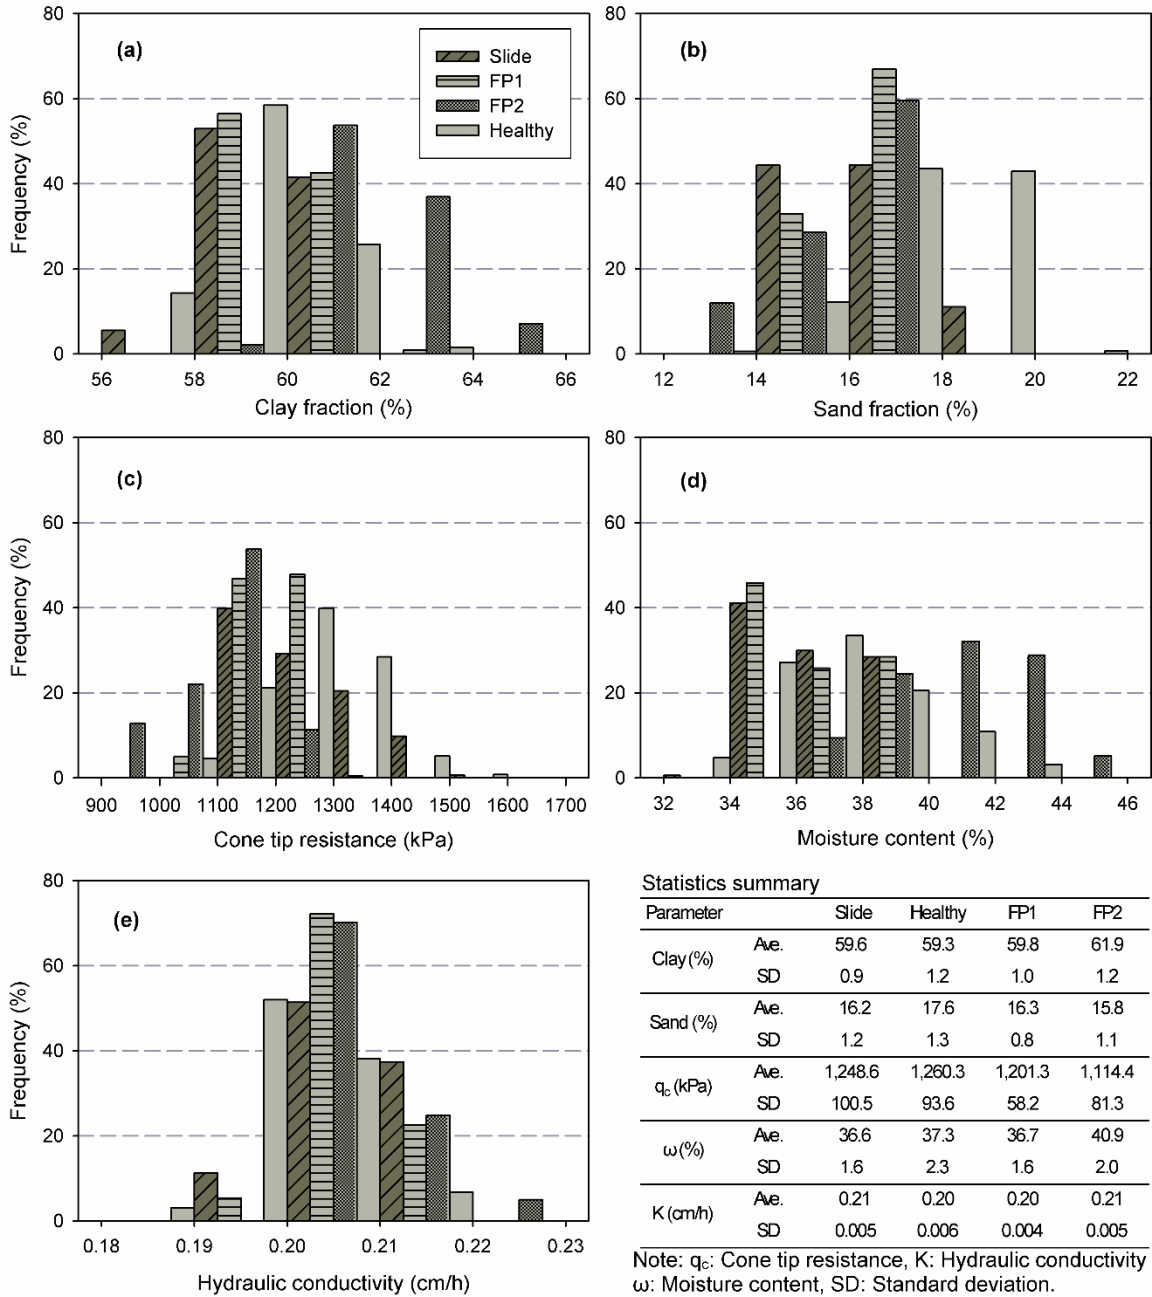 80
60
40
20
0
Frequency (%)
(a)
Slide
FP1
FP2
Healthy
56 58 60 62 64 66
Clay fraction (%)
80
60
40
20
0
(b)
12 14 16 18 20 22
Sand fraction (%)
80
60
40
20
0
Frequency (%)
(c)
900 1000 1100 1200 1300 1400 1500 1600 1700
Cone tip resistance (kPa)
80
60
40
20
0
(d)
32 34 36 38 40 42 44 46
Moisture content (%)
80
60
40
20
0
Frequency (%)
(e)
0.18 0.19 0.20 0.21 0.22 0.23
Hydraulic conductivity (cm/h)
Statistics summary
Parameter Slide Healthy FP1 FP2
Clay (%) Ave. 59.6 59.3 59.8 61.9
SD 0.9 1.2 1.0 1.2
Sand (%) Ave. 16.2 17.6 16.3 15.8
SD 1.2 1.3 0.8 1.1
qc (kPa) Ave. 1,248.6 1,260.3 1,201.3 1,114.4
SD 100.5 93.6 58.2 81.3
ω (%) Ave. 36.6 37.3 36.7 40.9
SD 1.6 2.3 1.6 2.0
K (cm/h) Ave. 0.21 0.20 0.20 0.21
SD 0.005 0.006 0.004 0.005
Note: qc: Cone tip resistance, K: Hydraulic conductivity
ω: Moisture content, SD: Standard deviation.